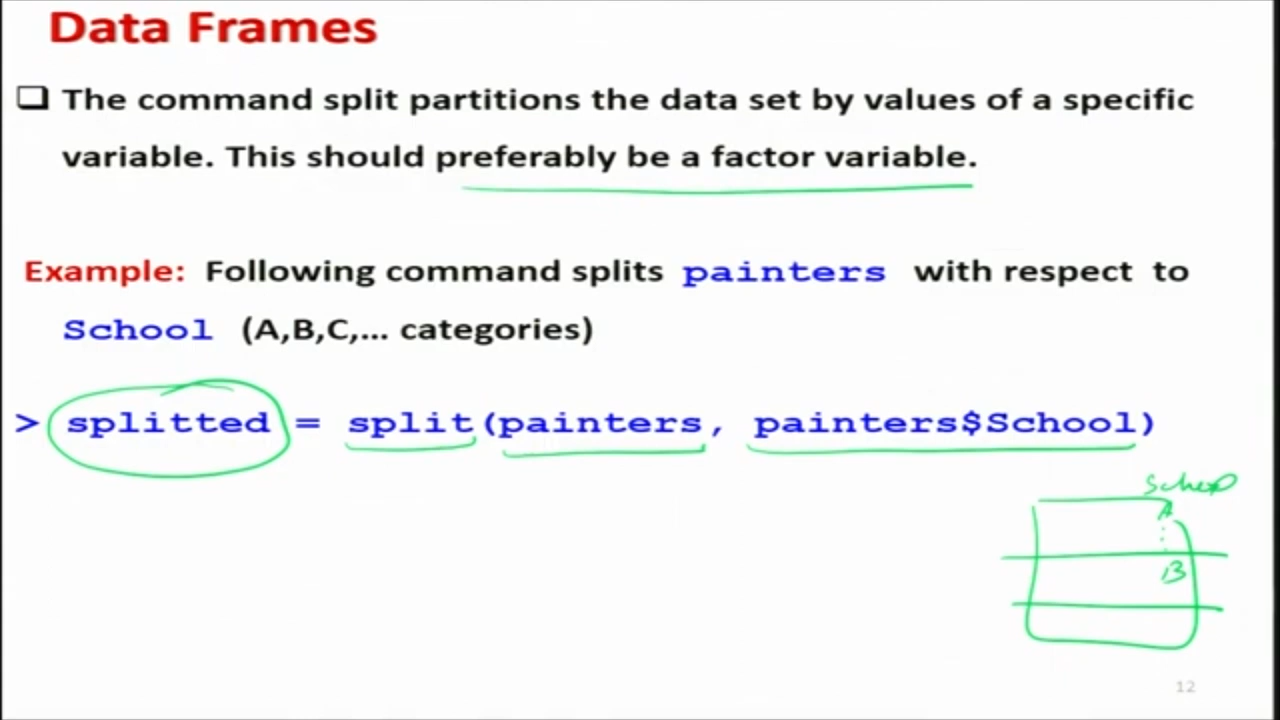 Data Frames
❑ The command split partitions the data set by values of a specific
variable. This should preferably be a factor variable.
Example: Following command splits painters with respect to
School (A,B,C,... categories)
> splitted = split(painters, painters$School)
School
A
B
12